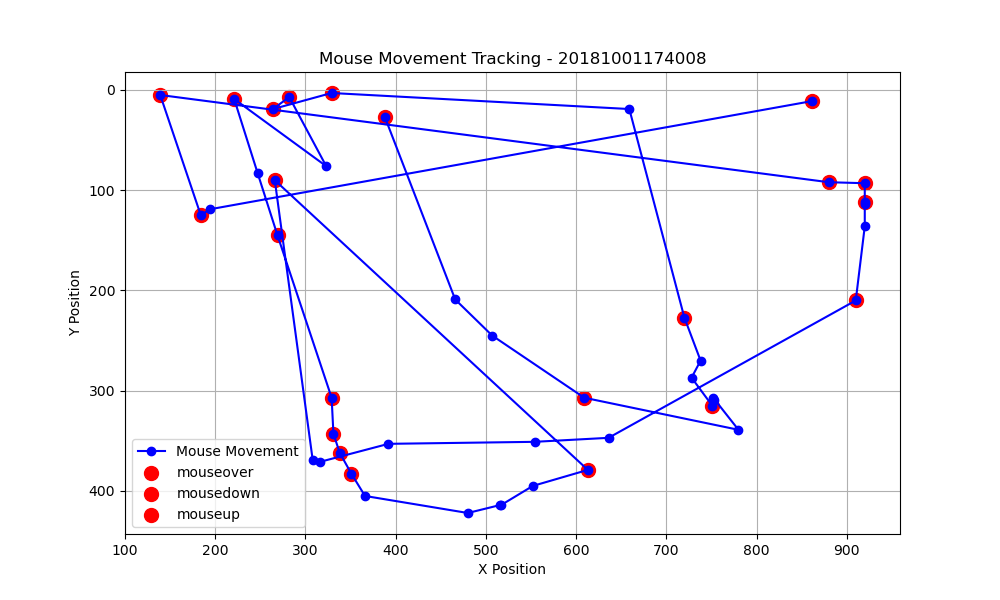 Mouse Movement Tracking - 20181001174008
Y Position
0
100
200
300
400
Mouse Movement
mouseover
mousedown
mouseup
100 200 300 400 500 600 700 800 900
X Position